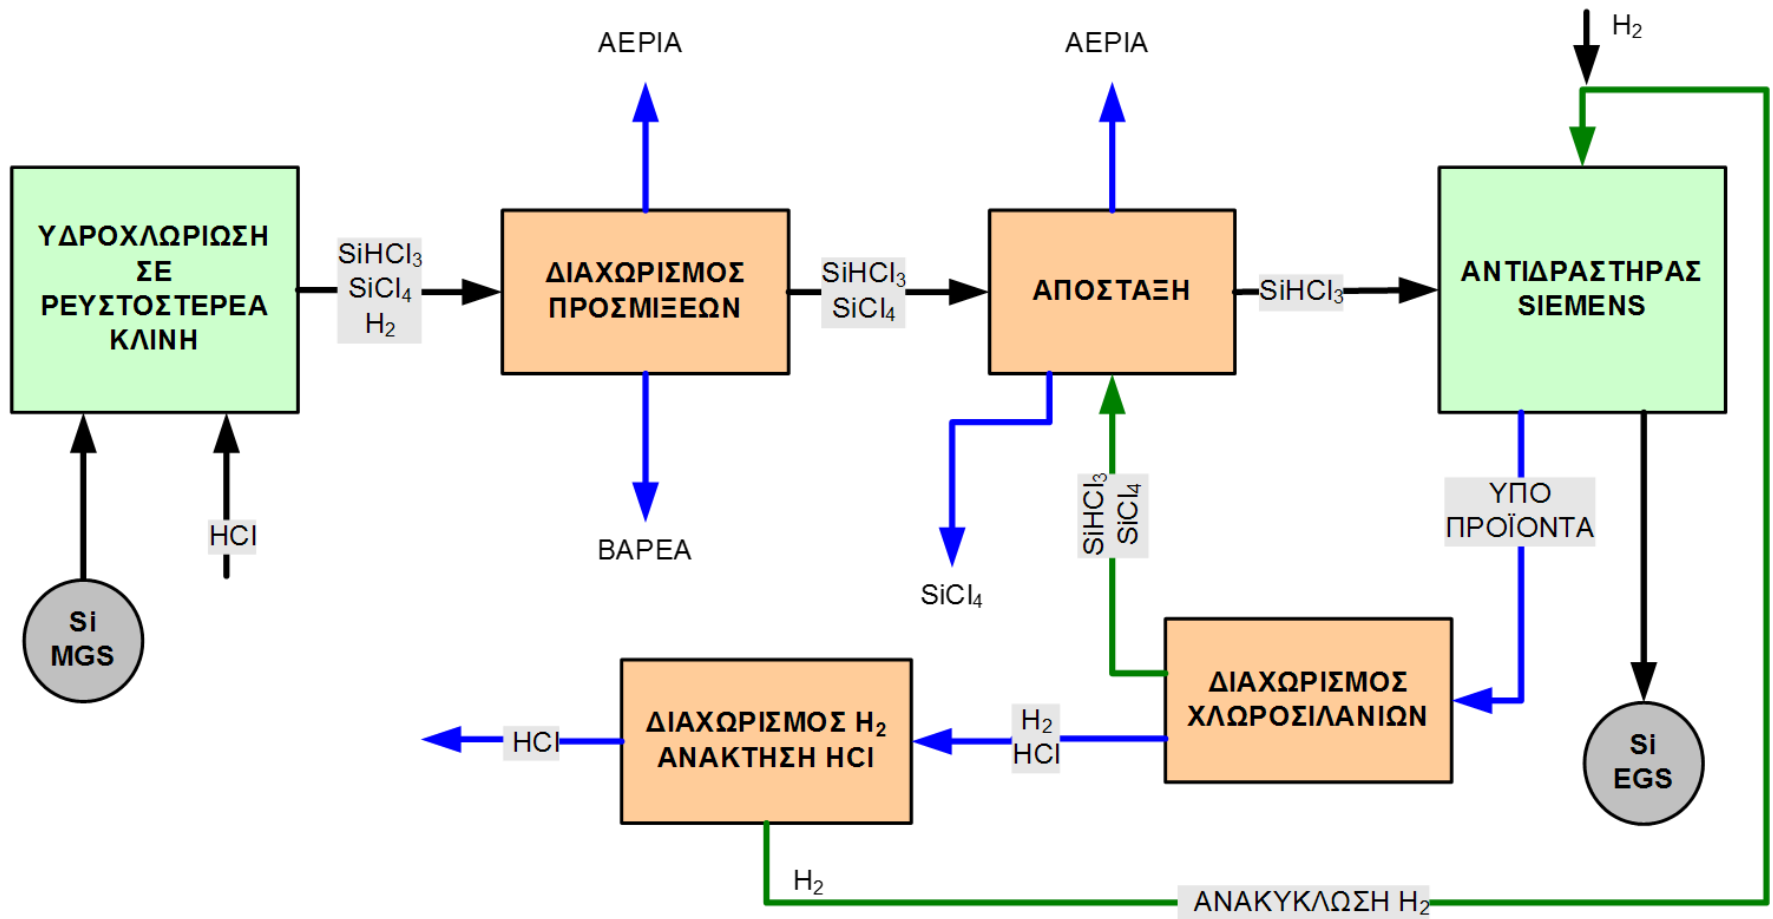 ΑΕΡΙΑ
ΑΕΡΙΑ
H₂
ΥΔΡΟΧΛΩΡΙΩΣΗ
ΣΕ
ΡΕΥΣΤΟΣΤΕΡΕΑ
ΚΛΙΝΗ
SiHCl₃
SiCl₄
H₂
ΔΙΑΧΩΡΙΣΜΟΣ
ΠΡΟΣΜΙΞΕΩΝ
SiHCl₃
SiCl₄
ΑΠΟΣΤΑΞΗ
SiHCl₃
ΑΝΤΙΔΡΑΣΤΗΡΑΣ
SIEMENS
HCl
Si
MGS
ΒΑΡΕΑ
SiCl₄
SiHCl₃
SiCl₄
ΥΠΟ
ΠΡΟΪΟΝΤΑ
ΔΙΑΧΩΡΙΣΜΟΣ
ΧΛΩΡΟΣΙΛΑΝΙΩΝ
Si
EGS
H₂
HCl
ΔΙΑΧΩΡΙΣΜΟΣ H₂
ΑΝΑΚΤΗΣΗ HCl
HCl
H₂
ΑΝΑΚΥΚΛΩΣΗ H₂